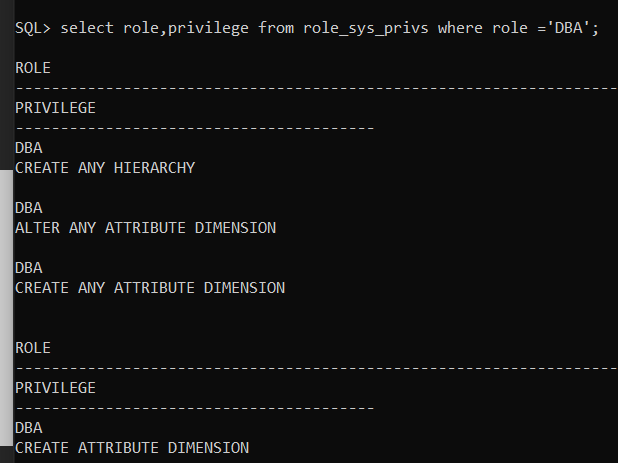 SQL> select role,privilege from role_sys_privs where role ='DBA';
ROLE
--------------------------------------------------------------------------------
PRIVILEGE
----------------------------------------
DBA
CREATE ANY HIERARCHY
DBA
ALTER ANY ATTRIBUTE DIMENSION
DBA
CREATE ANY ATTRIBUTE DIMENSION
ROLE
--------------------------------------------------------------------------------
PRIVILEGE
----------------------------------------
DBA
CREATE ATTRIBUTE DIMENSION